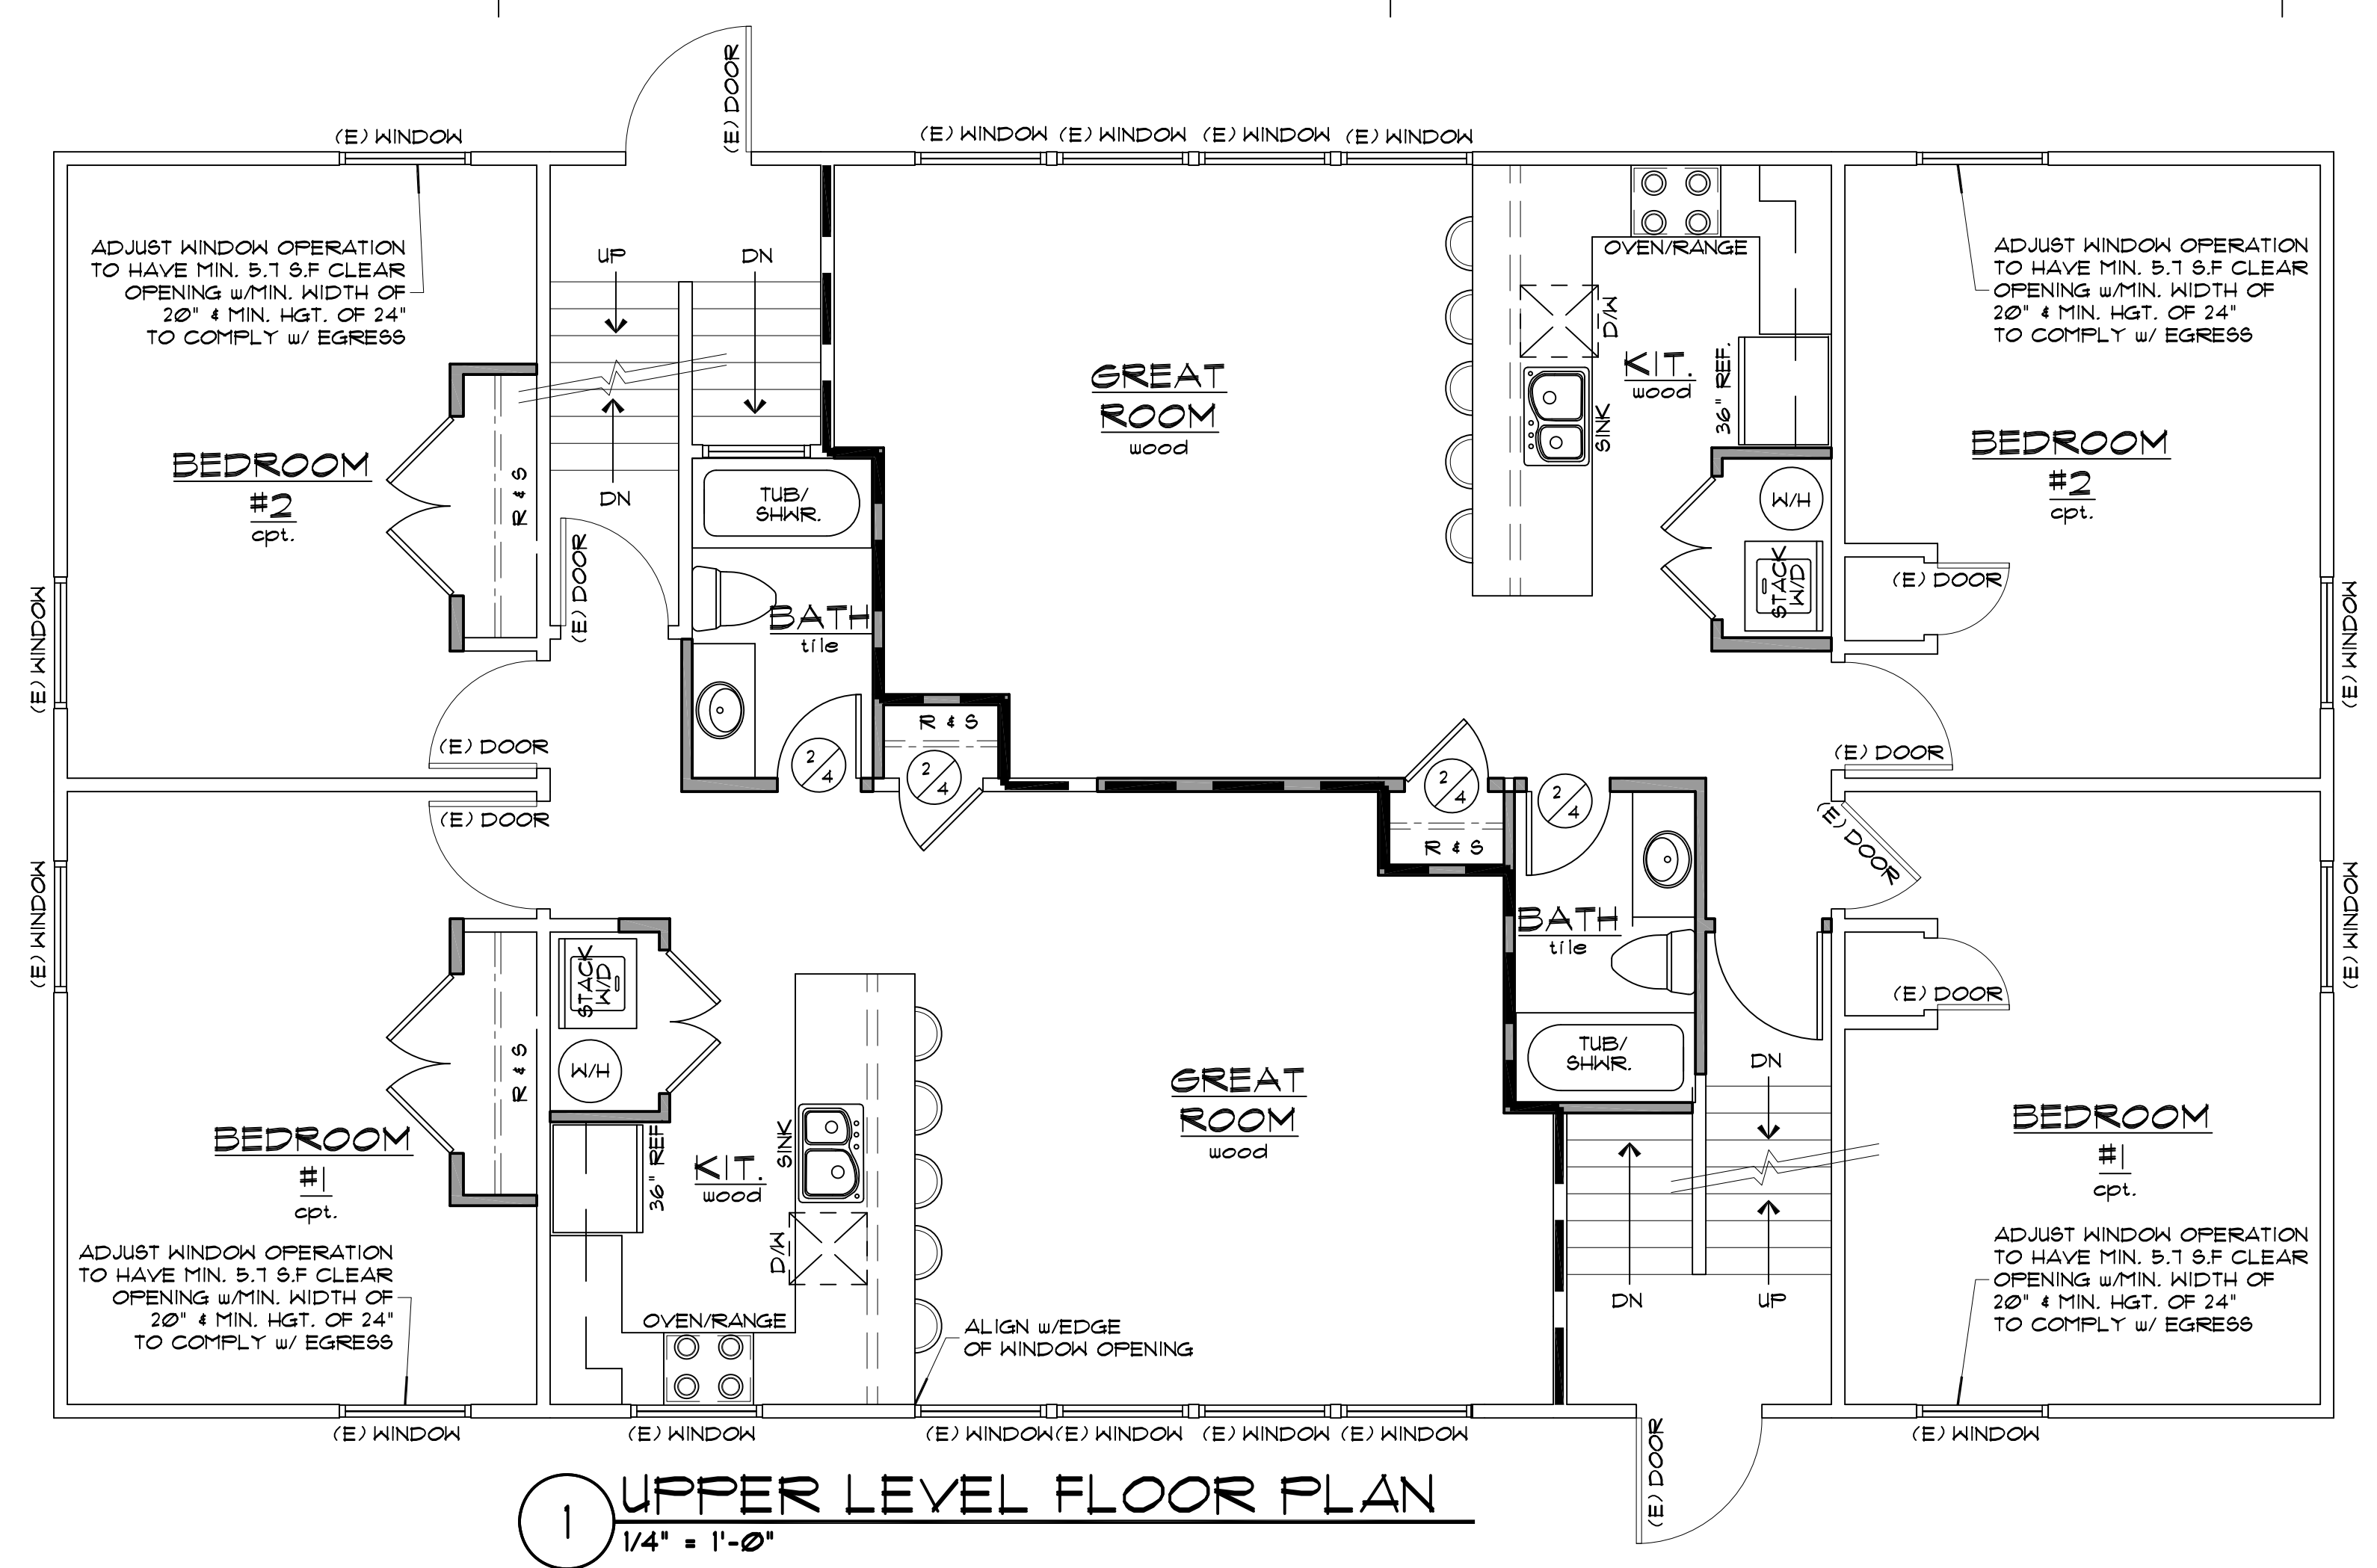 (E) DOOR
(E) WINDOW
(E) WINDOW
(E) WINDOW
(E) WINDOW
(E) WINDOW
ADJUST WINDOW OPERATION
TO HAVE MIN. 5.7 S.F CLEAR
OPENING w/MIN. WIDTH OF
20" & MIN. HGT. OF 24"
TO COMPLY w/ EGRESS
UP
DN
OVEN/RANGE
ADJUST WINDOW OPERATION
TO HAVE MIN. 5.7 S.F CLEAR
OPENING w/MIN. WIDTH OF
20" & MIN. HGT. OF 24"
TO COMPLY w/ EGRESS
D/W
GREAT
ROOM
wood
KIT.
wood
36" REF.
SINK
BEDROOM
#2
cpt.
R & S
DN
BEDROOM
#2
cpt.
TUB/
SHWR.
W/H
(E) DOOR
STACK
W/D
(E) DOOR
(E) WINDOW
(E) WINDOW
BATH
tile
R & S
(E) DOOR
2
4
2
4
2
4
2
4
(E) DOOR
(E) DOOR
(E) DOOR
R & S
(E) WINDOW
(E) WINDOW
BATH
tile
STACK
W/D
(E) DOOR
R & S
W/H
TUB/
SHWR.
DN
GREAT
ROOM
wood
BEDROOM
#1
cpt.
SINK
36" REF
KIT.
wood
BEDROOM
#1
cpt.
D/W
ADJUST WINDOW OPERATION
TO HAVE MIN. 5.7 S.F CLEAR
OPENING w/MIN. WIDTH OF
20" & MIN. HGT. OF 24"
TO COMPLY w/ EGRESS
OVEN/RANGE
ALIGN w/EDGE
OF WINDOW OPENING
DN
UP
ADJUST WINDOW OPERATION
TO HAVE MIN. 5.7 S.F CLEAR
OPENING w/MIN. WIDTH OF
20" & MIN. HGT. OF 24"
TO COMPLY w/ EGRESS
(E) WINDOW
(E) WINDOW
(E) WINDOW
(E) WINDOW
(E) WINDOW
(E) WINDOW
(E) WINDOW
(E) DOOR
1
UPPER LEVEL FLOOR PLAN
1/4" = 1'-0"